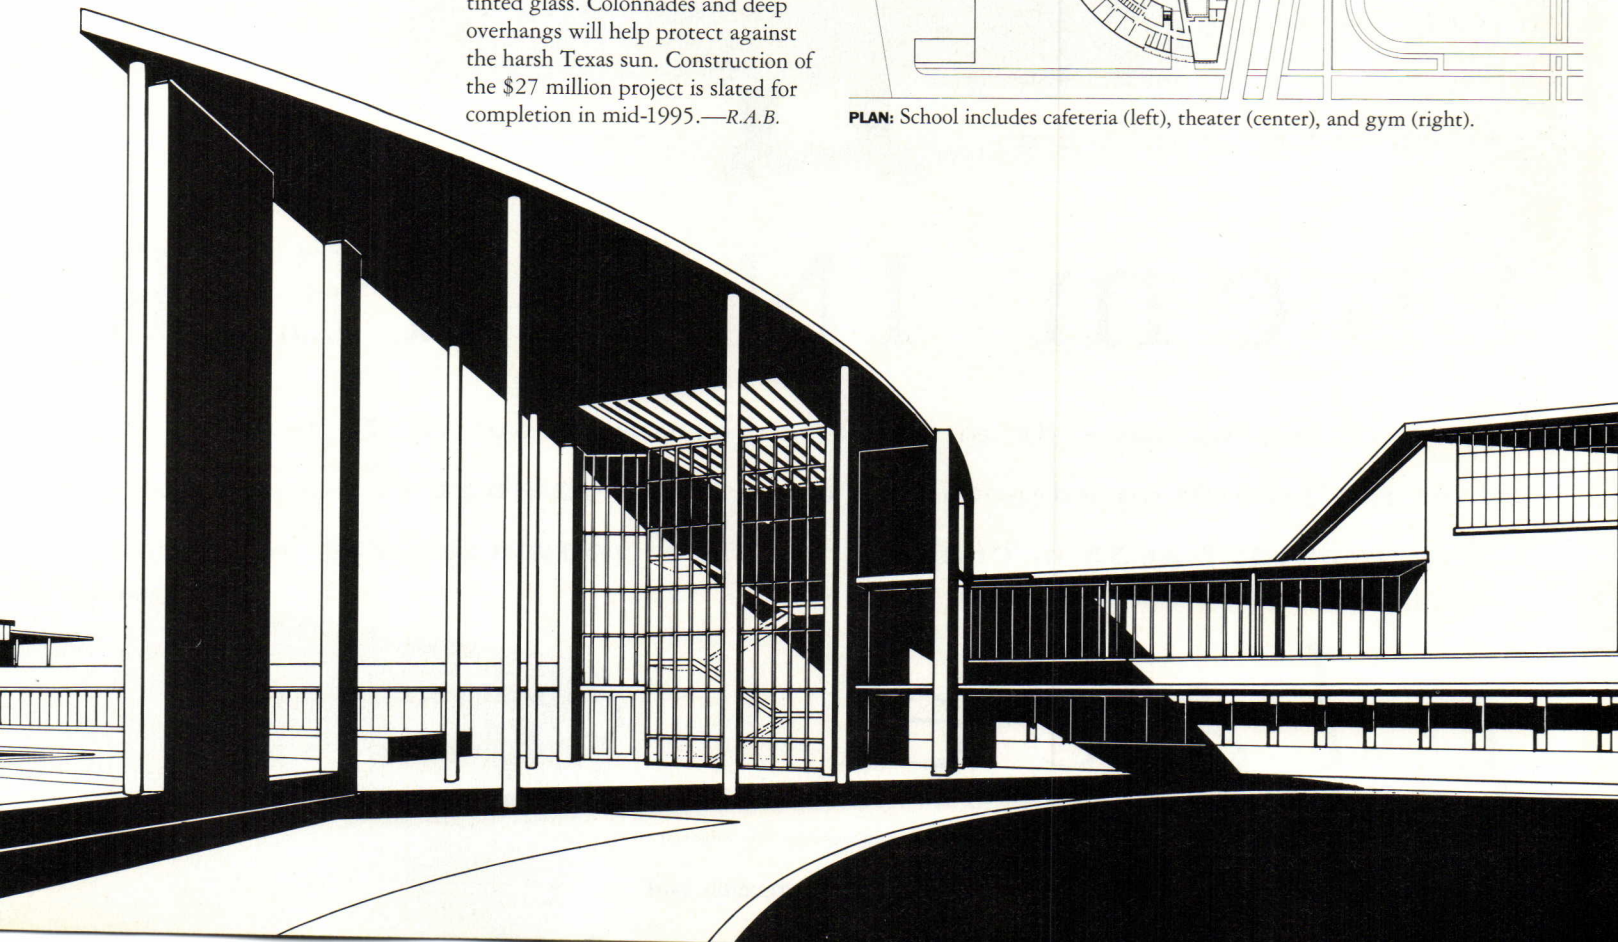 tinted glass. Colonnades and deep
overhangs will help protect against
the harsh Texas sun. Construction of
the $27 million project is slated for
completion in mid-1995.—R.A.B.
PLAN: School includes cafeteria (left), theater (center), and gym (right).